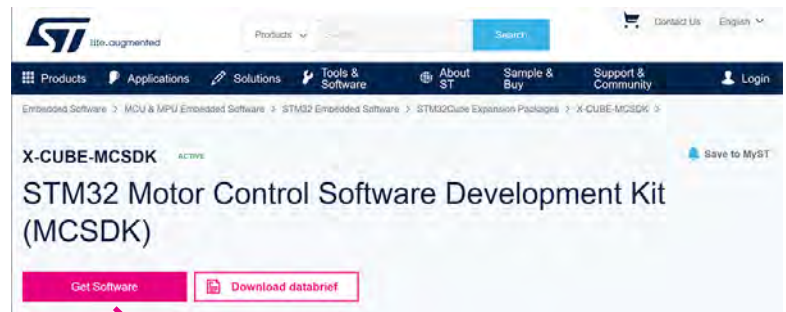 ST life.augmented
Products
Search
Contact Us English
Products Applications Solutions Tools & Software About ST Sample & Buy Support & Community Login
Embedded Software > MCU & MPU Embedded Software > STM32 Embedded Software > STM32Cube Expansion Packages > X-CUBE-MCSDK >
X-CUBE-MCSDK ACTIVE
Save to MyST
STM32 Motor Control Software Development Kit
(MCSDK)
Get Software Download databrief